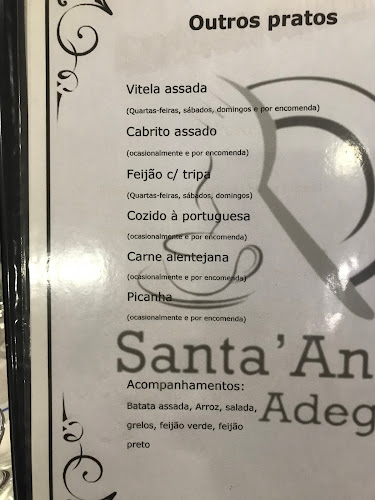 Outros pratos
Vitela assada
(Quartas-feiras, sábados, domingos e por encomenda)
Cabrito assado
(ocasionalmente e por encomenda)
Feijão c/ tripa
(Quartas-feiras, sábados, domingos)
Cozido à portuguesa
(ocasionalmente e por encomenda)
Carne alentejana
(ocasionalmente e por encomenda)
Picanha
(ocasionalmente e por encomenda)
Santa'An
Acompanhamentos:
Batata assada, Arroz, salada,
Adeg
grelos, feijão verde, feijão
preto